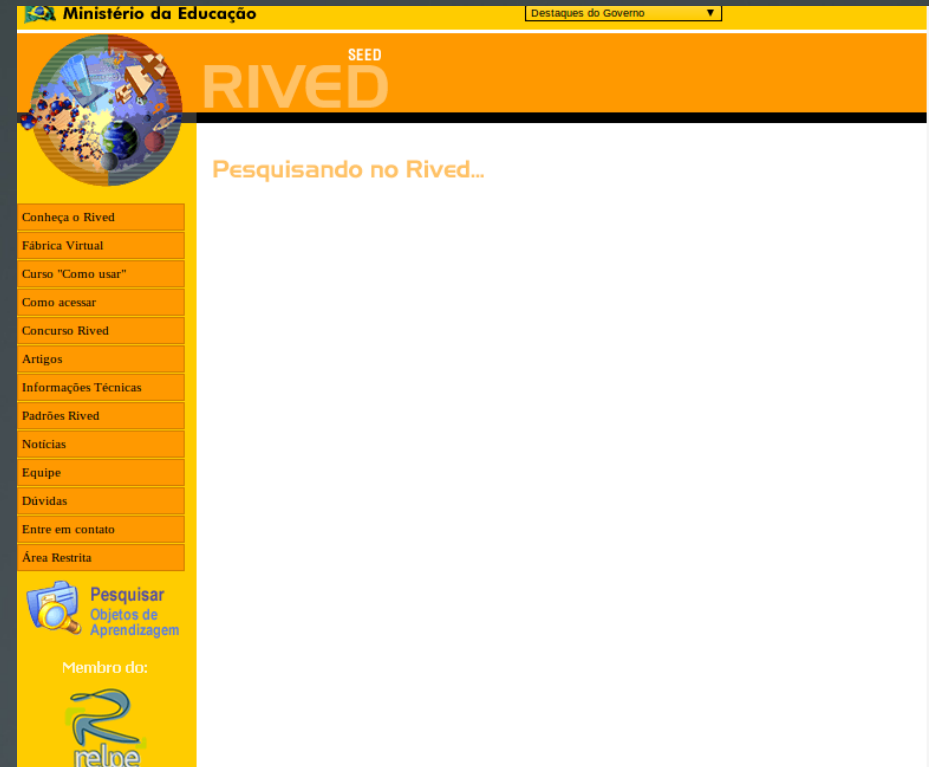 Ministério da Educação
Destaques do Governo
SEED
RIVED
Pesquisando no Rived...
Conheça o Rived
Fábrica Virtual
Curso "Como usar"
Como acessar
Concurso Rived
Artigos
Informações Técnicas
Padrões Rived
Notícias
Equipe
Dúvidas
Entre em contato
Área Restrita
Pesquisar
Objetos de
Aprendizagem
Membro do:
relpe